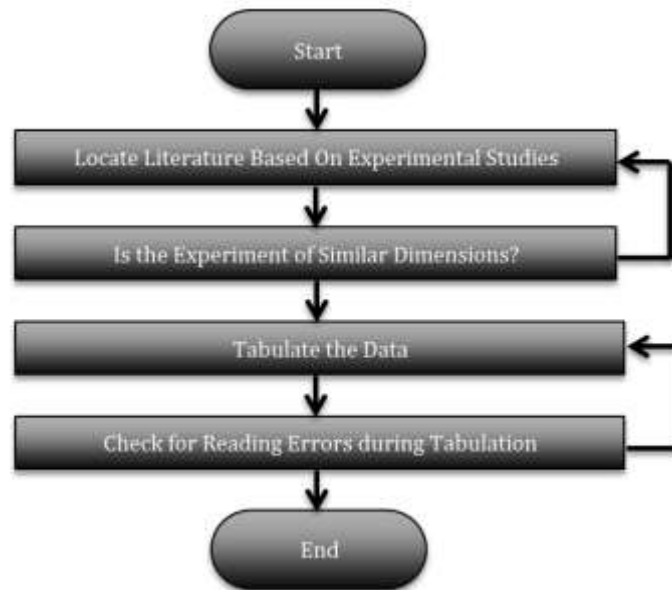 Start
Locate Literature Based On Experimental Studies
Is the Experiment of Similar Dimensions?
Tabulate the Data
Check for Reading Errors during Tabulation
End